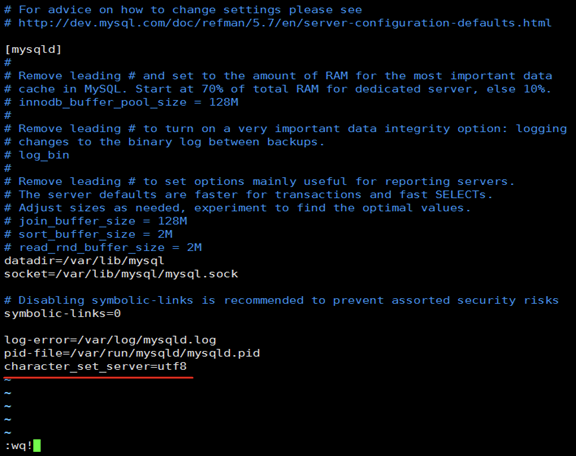 # For advice on how to change settings please see
# http://dev.mysql.com/doc/refman/5.7/en/server-configuration-defaults.html
[mysqld]
#
# Remove leading # and set to the amount of RAM for the most important data
# cache in MySQL. Start at 70% of total RAM for dedicated server, else 10%.
# innodb_buffer_pool_size = 128M
#
# Remove leading # to turn on a very important data integrity option: logging
# changes to the binary log between backups.
# log_bin
#
# Remove leading # to set options mainly useful for reporting servers.
# The server defaults are faster for transactions and fast SELECTs.
# Adjust sizes as needed, experiment to find the optimal values.
# join_buffer_size = 128M
# sort_buffer_size = 2M
# read_rnd_buffer_size = 2M
datadir=/var/lib/mysql
socket=/var/lib/mysql/mysql.sock
# Disabling symbolic-links is recommended to prevent assorted security risks
symbolic-links=0
log-error=/var/log/mysqld.log
pid-file=/var/run/mysqld/mysqld.pid
character_set_server=utf8
~
~
~
~
~
:wq!